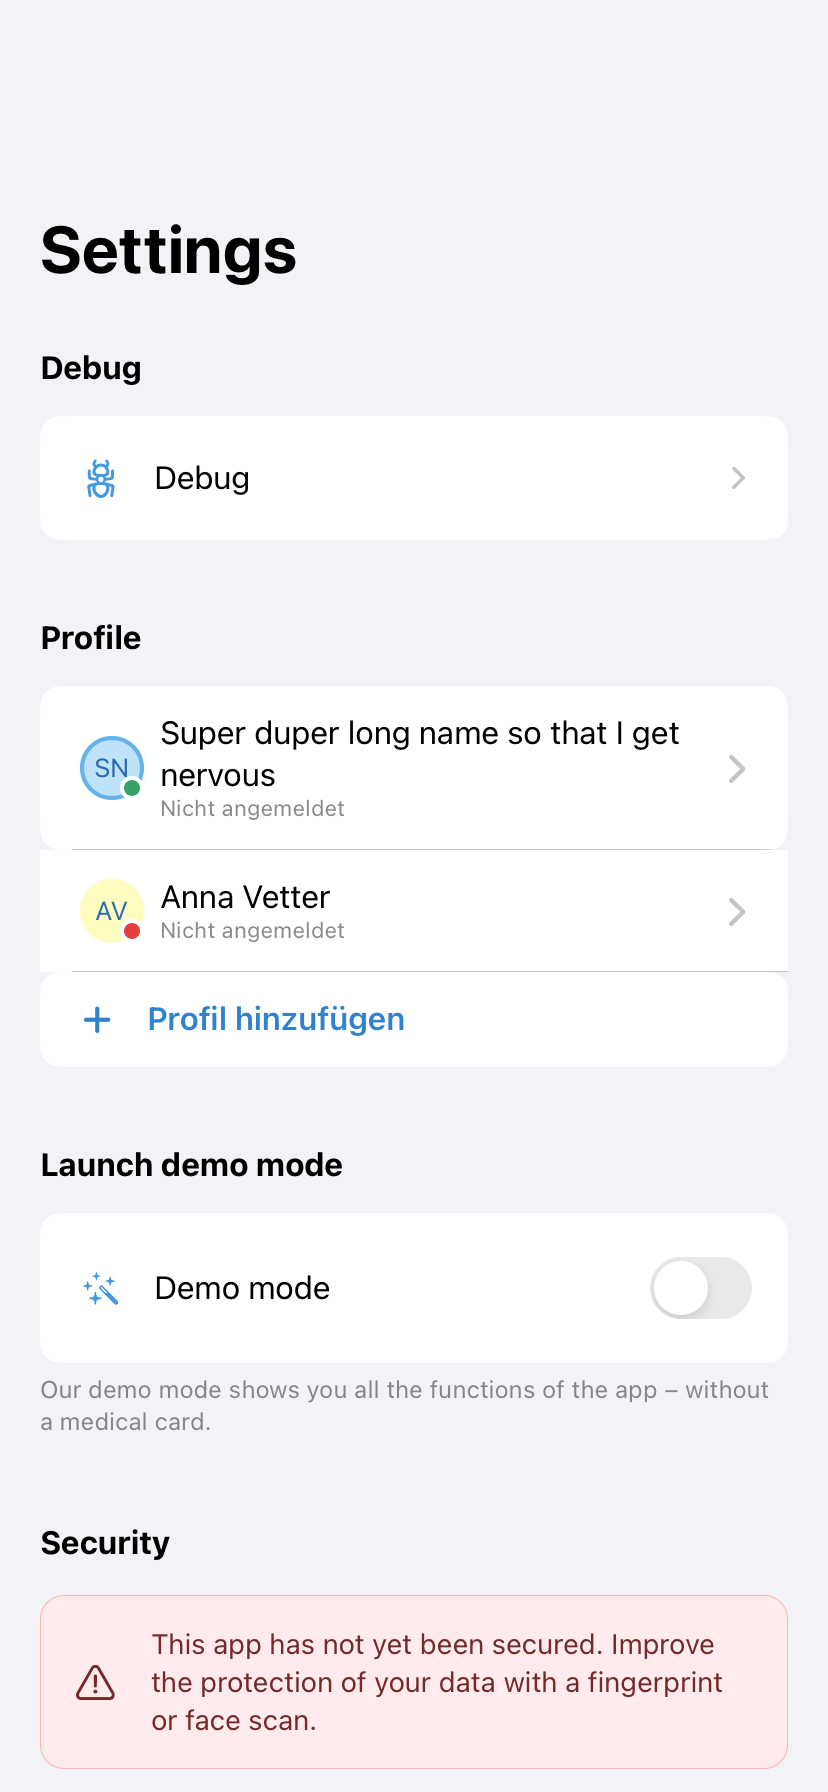 Settings
Debug
Debug
Profile
SN
Super duper long name so that I get
nervous
Nicht angemeldet
AV
Anna Vetter
Nicht angemeldet
Profil hinzufügen
Launch demo mode
Demo mode
Our demo mode shows you all the functions of the app – without
a medical card.
Security
This app has not yet been secured. Improve
the protection of your data with a fingerprint
or face scan.